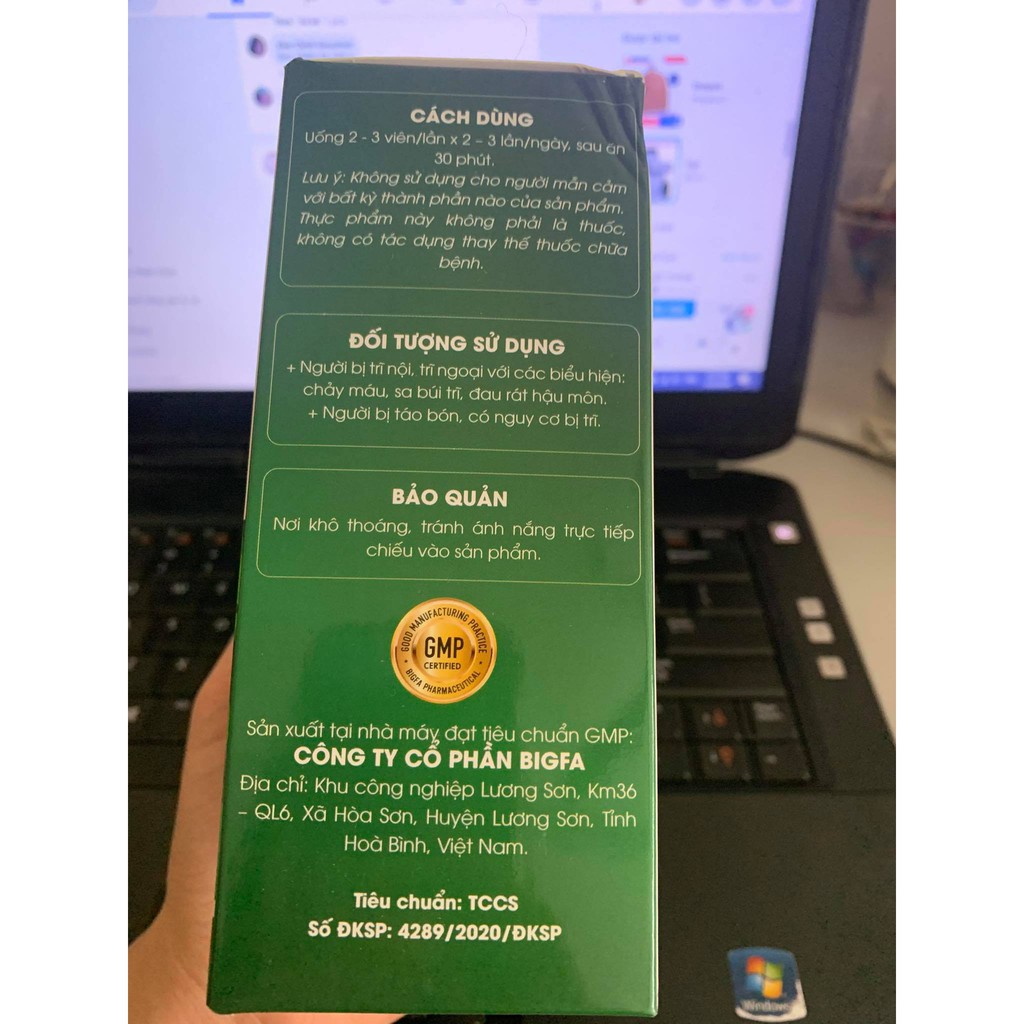 CÁCH DÙNG
Uống 2 - 3 viên/lần x 2 – 3 lần/ngày, sau ăn
30 phút.
Lưu ý: Không sử dụng cho người mẫn cảm
với bất kỳ thành phần nào của sản phẩm.
Thực phẩm này không phải là thuốc,
không có tác dụng thay thế thuốc chữa
bệnh.
ĐỐI TƯỢNG SỬ DỤNG
+ Người bị trĩ nội, trĩ ngoại với các biểu hiện:
chảy máu, sa búi trĩ, đau rát hậu môn.
+ Người bị táo bón, có nguy cơ bị trĩ.
BẢO QUẢN
Nơi khô thoáng, tránh ánh nắng trực tiếp
chiếu vào sản phẩm.
GOOD MANUFACTURING PRACTICE
GMP
CERTIFIED
BIGFA PHARMACEUTICAL
Sản xuất tại nhà máy đạt tiêu chuẩn GMP:
CÔNG TY CỔ PHẦN BIGFA
Địa chỉ: Khu công nghiệp Lương Sơn, Km36
– QL6, Xã Hòa Sơn, Huyện Lương Sơn, Tỉnh
Hoà Bình, Việt Nam.
Tiêu chuẩn: TCCS
Số ĐKSP: 4289/2020/ĐKSP
Windows